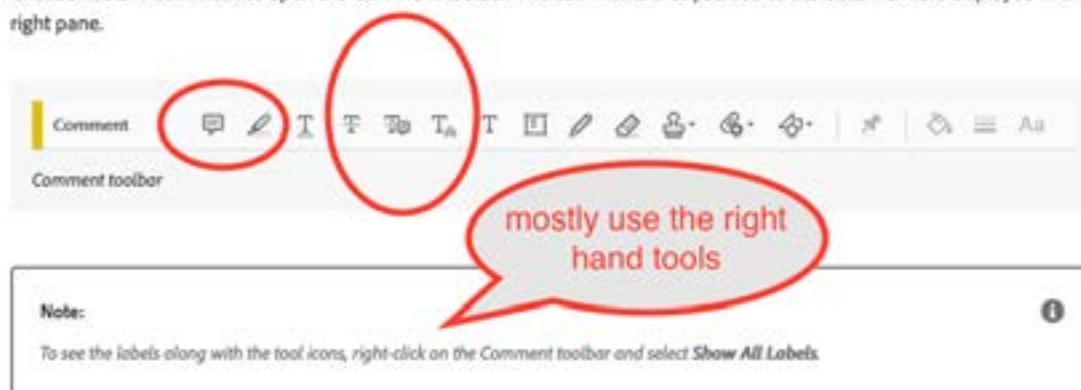 right pane.
Comment
Aa
Comment toolbar
mostly use the right
hand tools
Note:
To see the labels along with the tool icons, right-click on the Comment toolbar and select Show All Labels.